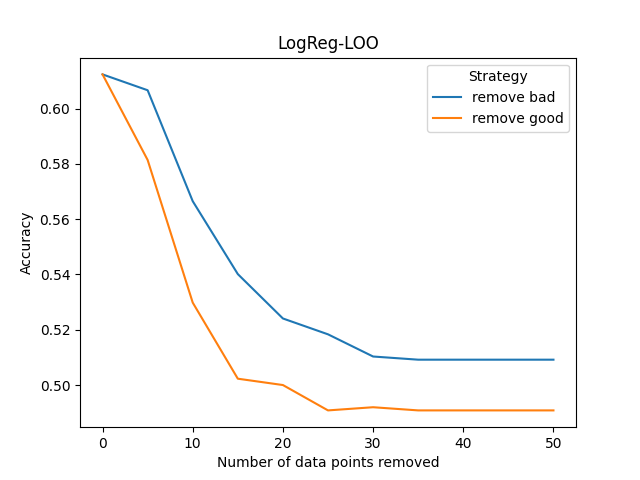 LogReg-LOO
Strategy
remove bad
remove good
Accuracy
0.60
0.58
0.56
0.54
0.52
0.50
0 10 20 30 40 50
Number of data points removed